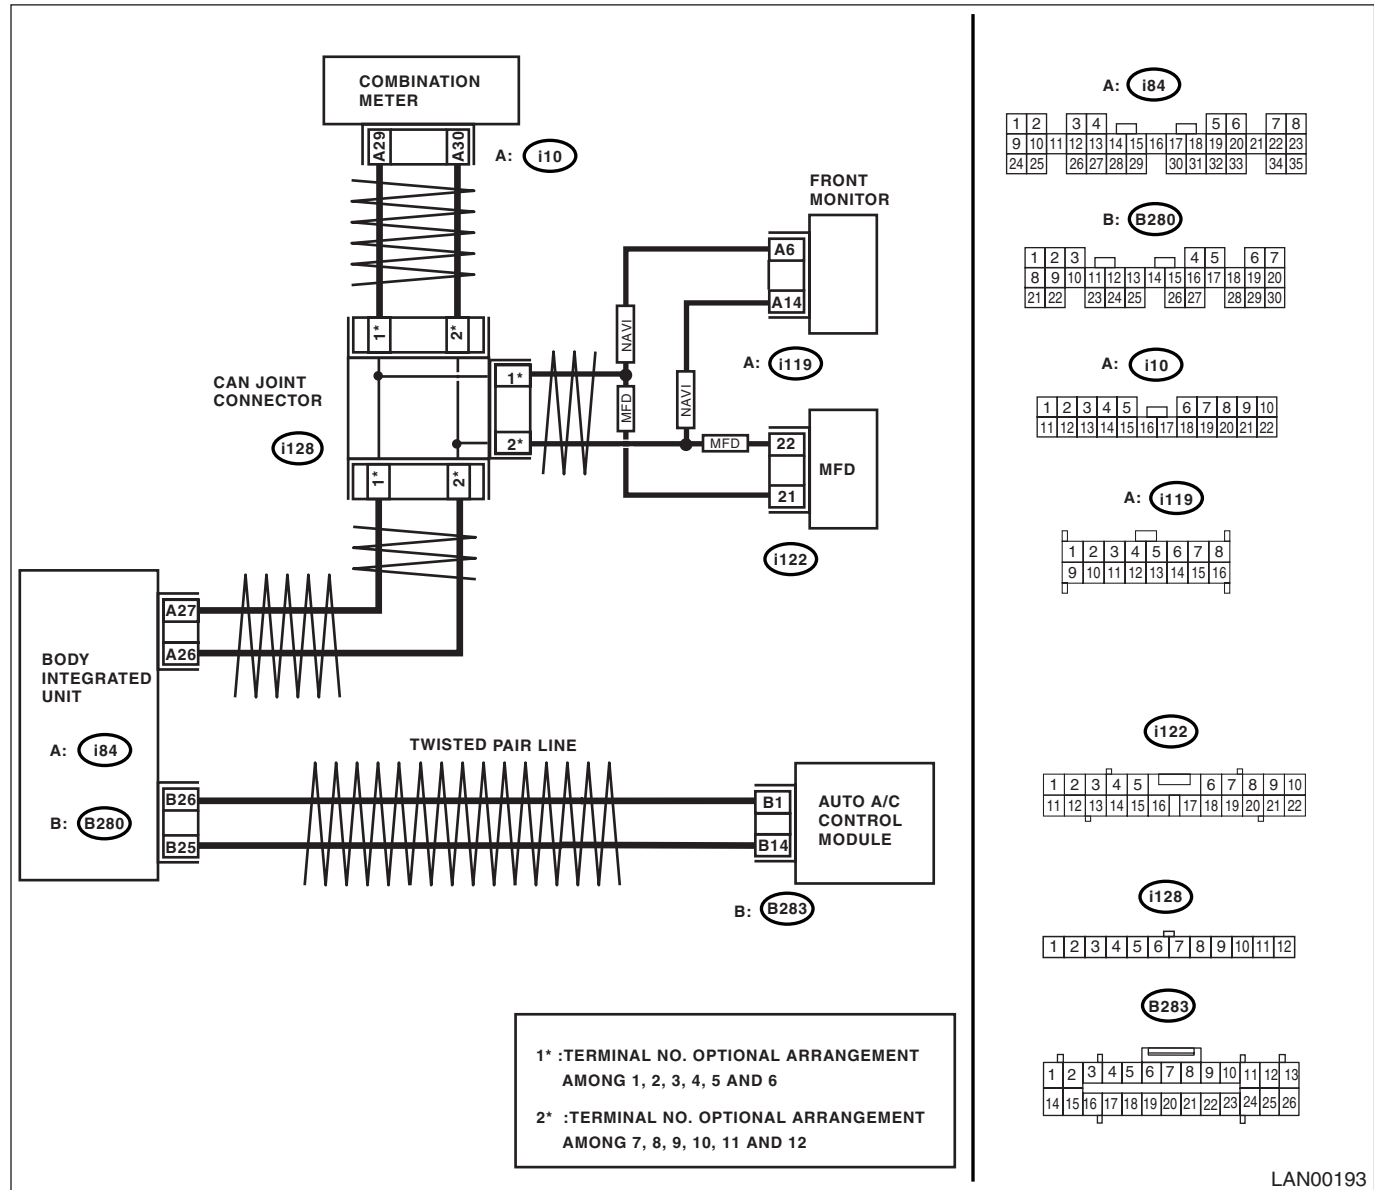 COMBINATION
METER
A29
A30
A: i10
FRONT
MONITOR
A6
A14
A: i119
NAVI
MFD
NAVI
MFD
1*
2*
CAN JOINT
CONNECTOR
i128
1*
2*
1*
2*
22
21
MFD
i122
BODY
INTEGRATED
UNIT
A: i84
B: B280
A27
A26
B26
B25
TWISTED PAIR LINE
B1
B14
AUTO A/C
CONTROL
MODULE
B: B283
1* :TERMINAL NO. OPTIONAL ARRANGEMENT
AMONG 1, 2, 3, 4, 5 AND 6
2* :TERMINAL NO. OPTIONAL ARRANGEMENT
AMONG 7, 8, 9, 10, 11 AND 12
A: i84
1 2 3 4 5 6 7 8
9 10 11 12 13 14 15 16 17 18 19 20 21 22 23
24 25 26 27 28 29 30 31 32 33 34 35
B: B280
1 2 3 4 5 6 7
8 9 10 11 12 13 14 15 16 17 18 19 20
21 22 23 24 25 26 27 28 29 30
A: i10
1 2 3 4 5 6 7 8 9 10
11 12 13 14 15 16 17 18 19 20 21 22
A: i119
1 2 3 4 5 6 7 8
9 10 11 12 13 14 15 16
i122
1 2 3 4 5 6 7 8 9 10
11 12 13 14 15 16 17 18 19 20 21 22
i128
1 2 3 4 5 6 7 8 9 10 11 12
B283
1 2 3 4 5 6 7 8 9 10 11 12 13
14 15 16 17 18 19 20 21 22 23 24 25 26
LAN00193